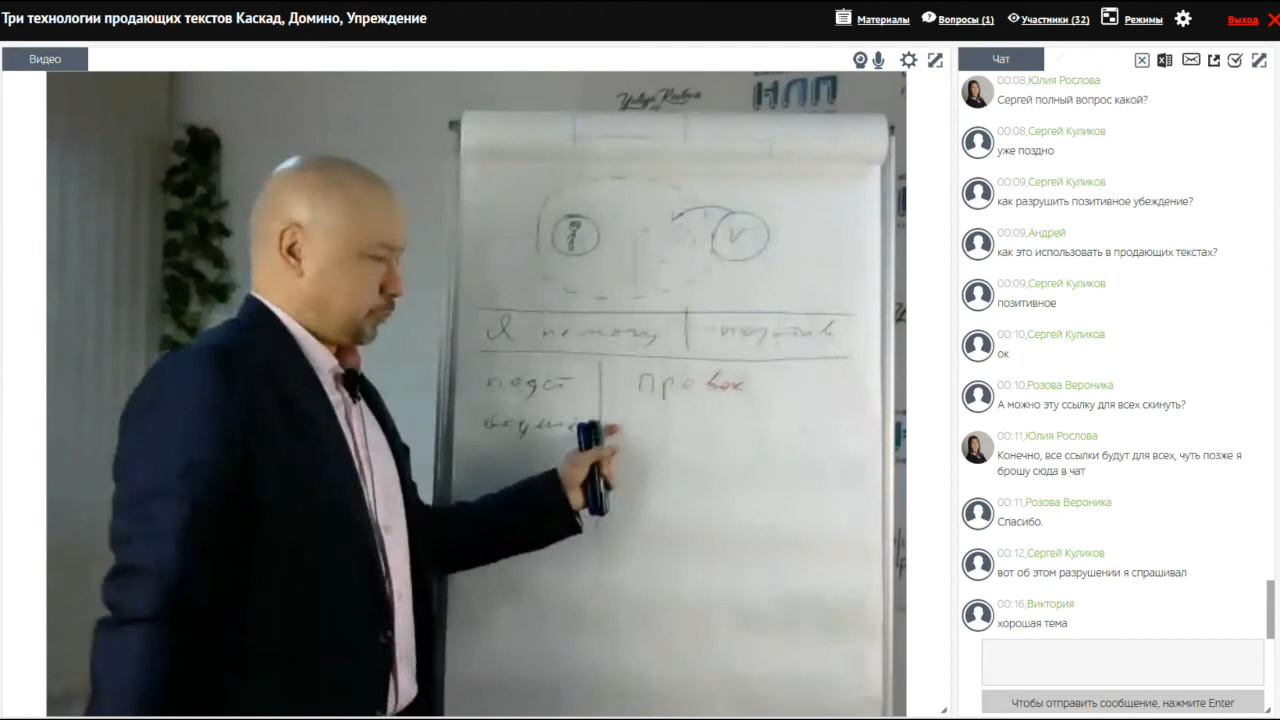 Три технологии продающих текстов Каскад, Домино, Упреждение
Материалы
Вопросы (1)
Участники (32)
Режимы
Выход
Видео
Чат
НЛП
Я не могу
Провок
00:08,Юлия Рослова
Сергей полный вопрос какой?
00:08,Сергей Куликов
уже поздно
00:09,Сергей Куликов
как разрушить позитивное убеждение?
00:09,Андрей
как это использовать в продающих текстах?
00:09,Сергей Куликов
позитивное
00:10,Сергей Куликов
ок
00:10,Розова Вероника
А можно эту ссылку для всех скинуть?
00:11,Юлия Рослова
Конечно, все ссылки будут для всех, чуть позже я
брошу сюда в чат
00:11,Розова Вероника
Спасибо.
00:12,Сергей Куликов
вот об этом разрушении я спрашивал
00:16,Виктория
хорошая тема
Чтобы отправить сообщение, нажмите Enter